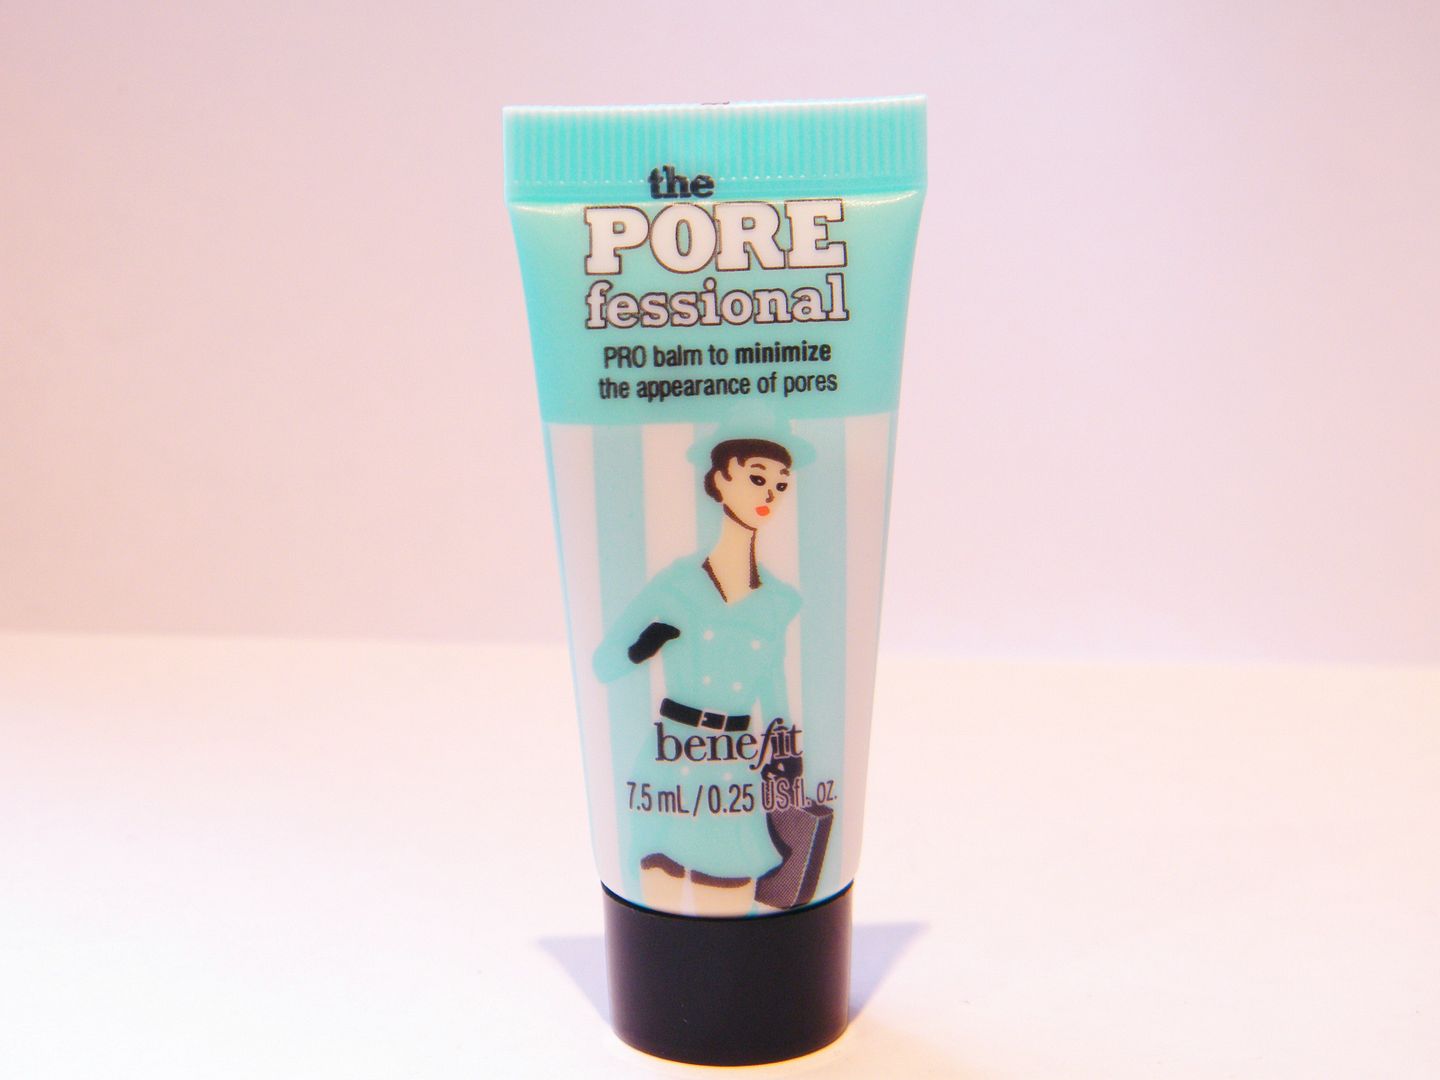 the
PORE
fessional
PRO balm to minimize
the appearance of pores
benefit
7.5 mL / 0.25 US fl. oz.